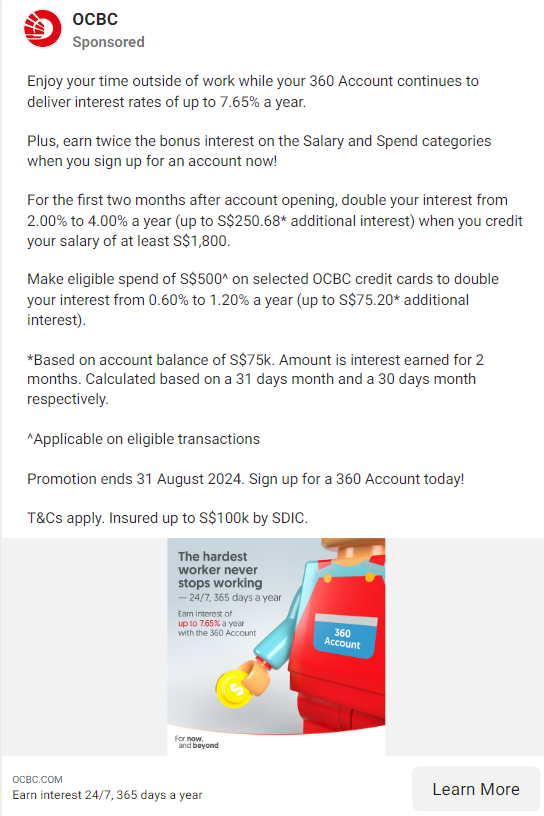 OCBC
Sponsored
Enjoy your time outside of work while your 360 Account continues to
deliver interest rates of up to 7.65% a year.
Plus, earn twice the bonus interest on the Salary and Spend categories
when you sign up for an account now!
For the first two months after account opening, double your interest from
2.00% to 4.00% a year (up to S$250.68* additional interest) when you credit
your salary of at least S$1,800.
Make eligible spend of S$500^ on selected OCBC credit cards to double
your interest from 0.60% to 1.20% a year (up to S$75.20* additional
interest).
*Based on account balance of S$75k. Amount is interest earned for 2
months. Calculated based on a 31 days month and a 30 days month
respectively.
^Applicable on eligible transactions
Promotion ends 31 August 2024. Sign up for a 360 Account today!
T&Cs apply. Insured up to S$100k by SDIC.
The hardest
worker never
stops working
— 24/7, 365 days a year
Earn interest of
up to 7.65% a year
with the 360 Account
360
Account
S
For now,
and beyond
OCBC.COM
Earn interest 24/7, 365 days a year
Learn More